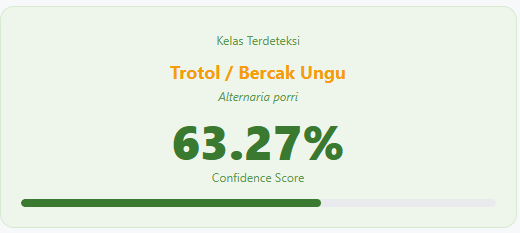 Kelas Terdeteksi
Trotol / Bercak Ungu
Alternaria porri
63.27%
Confidence Score